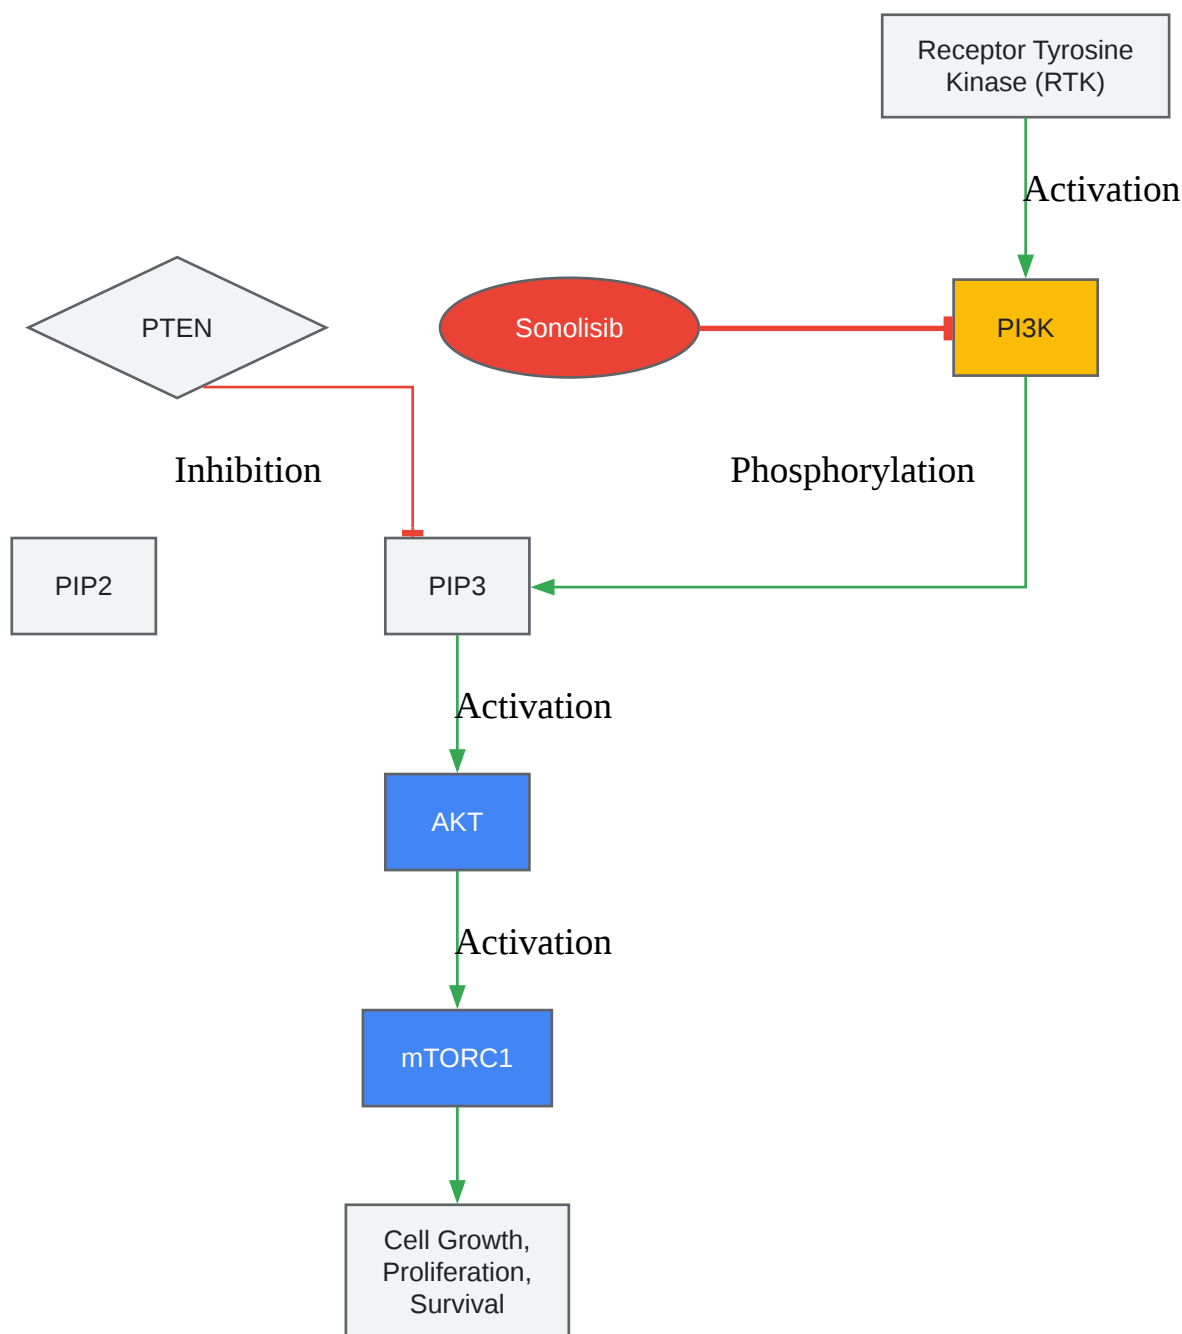 Receptor Tyrosine
Kinase (RTK)
Activation
PTEN
Sonolisib
PI3K
Inhibition
Phosphorylation
PIP2
PIP3
Activation
AKT
Activation
mTORC1
Cell Growth,
Proliferation,
Survival